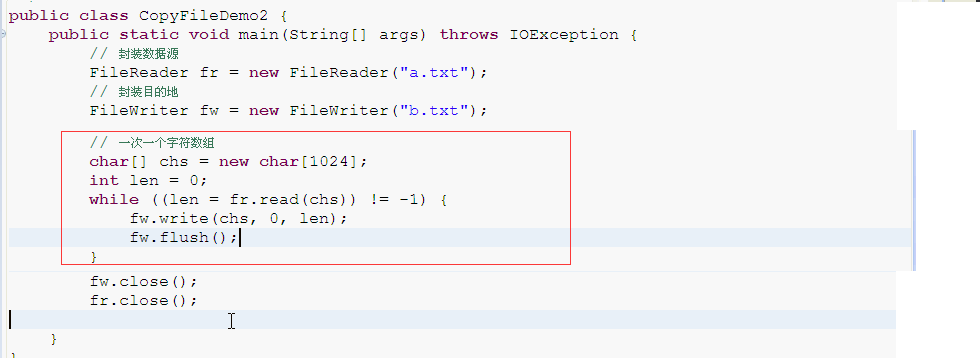 public class CopyFileDemo2 {
public static void main(String[] args) throws IOException {
// 封装数据源
FileReader fr = new FileReader("a.txt");
// 封装目的地
FileWriter fw = new FileWriter("b.txt");
// 一次一个字符数组
char[] chs = new char[1024];
int len = 0;
while ((len = fr.read(chs)) != -1) {
fw.write(chs, 0, len);
fw.flush();
}
fw.close();
fr.close();
}
}